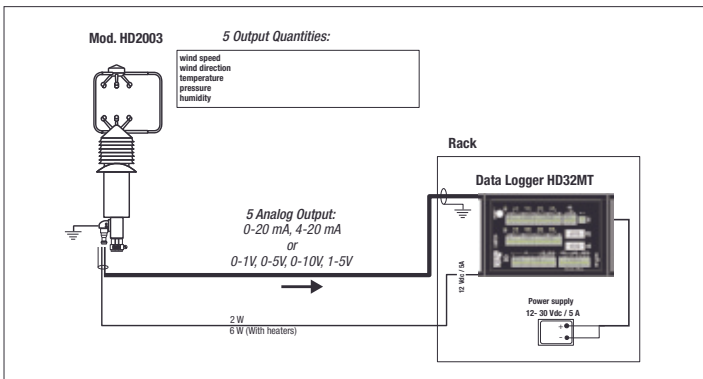 Mod. HD2003
5 Output Quantities:
wind speed
wind direction
temperature
pressure
humidity
Rack
Data Logger HD32MT
5 Analog Output:
0-20 mA, 4-20 mA
or
0-1V, 0-5V, 0-10V, 1-5V
12 Vdc / 5A
Power supply
12- 30 Vdc / 5 A
+
-
2 W
6 W (With heaters)